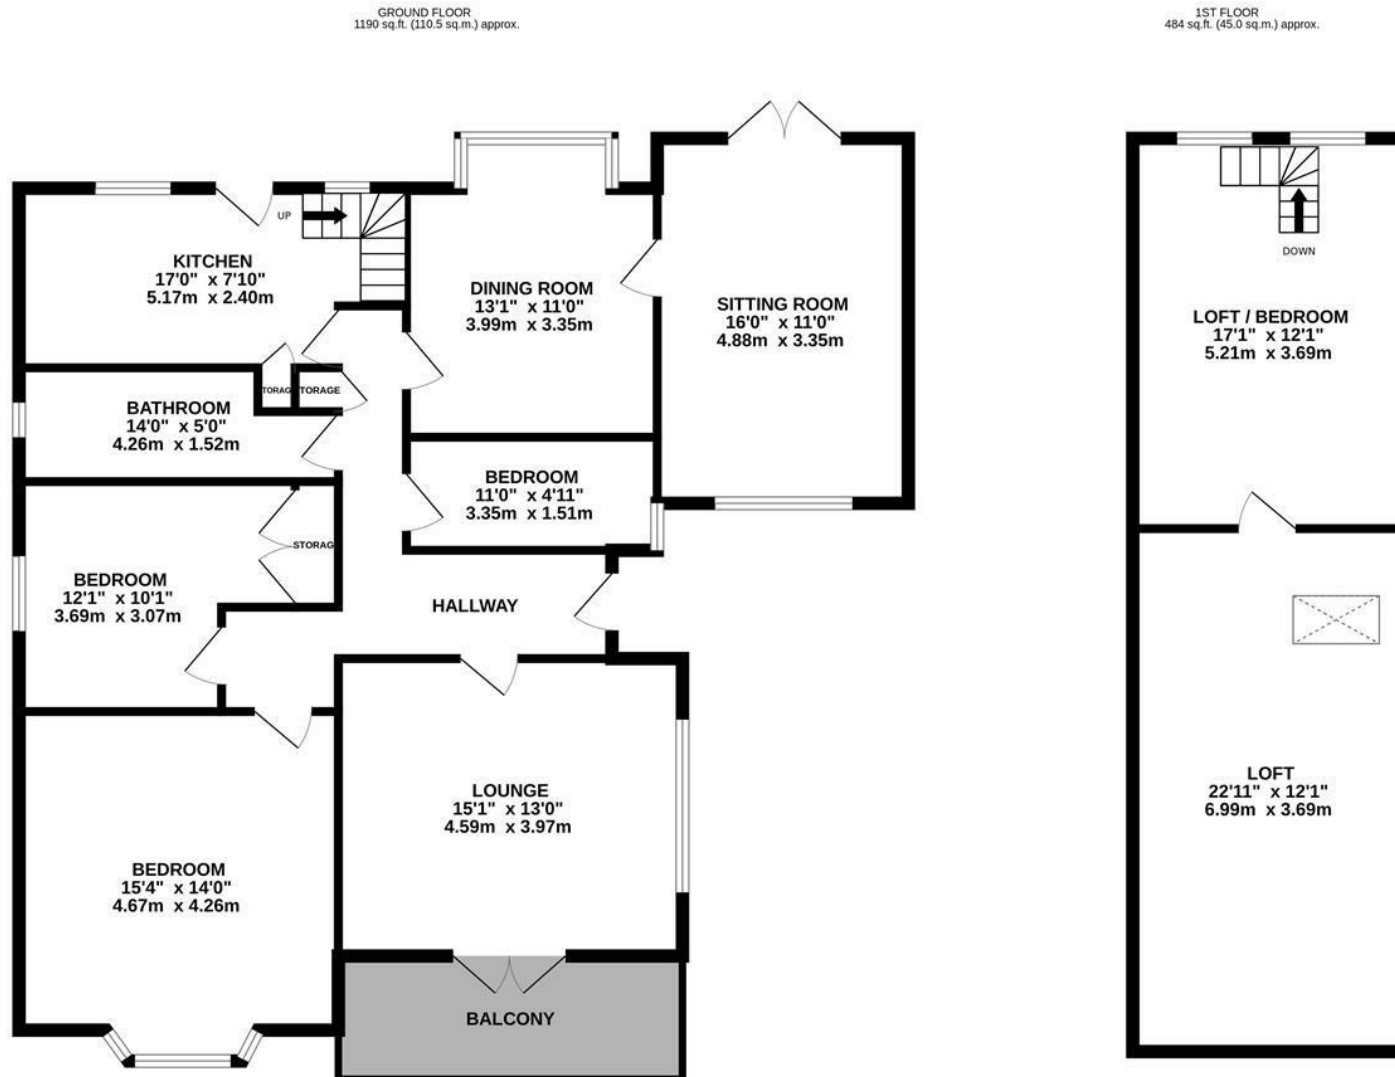 GROUND FLOOR
1190 sq.ft. (110.5 sq.m.) approx.
1ST FLOOR
484 sq.ft. (45.0 sq.m.) approx.
UP
KITCHEN
17'0" x 7'10"
5.17m x 2.40m
DINING ROOM
13'1" x 11'0"
3.99m x 3.35m
SITTING ROOM
16'0" x 11'0"
4.88m x 3.35m
DOWN
LOFT / BEDROOM
17'1" x 12'1"
5.21m x 3.69m
TORAG
TORAGE
BATHROOM
14'0" x 5'0"
4.26m x 1.52m
BEDROOM
11'0" x 4'11"
3.35m x 1.51m
STORAG
BEDROOM
12'1" x 10'1"
3.69m x 3.07m
HALLWAY
LOUNGE
15'1" x 13'0"
4.59m x 3.97m
LOFT
22'11" x 12'1"
6.99m x 3.69m
BEDROOM
15'4" x 14'0"
4.67m x 4.26m
BALCONY